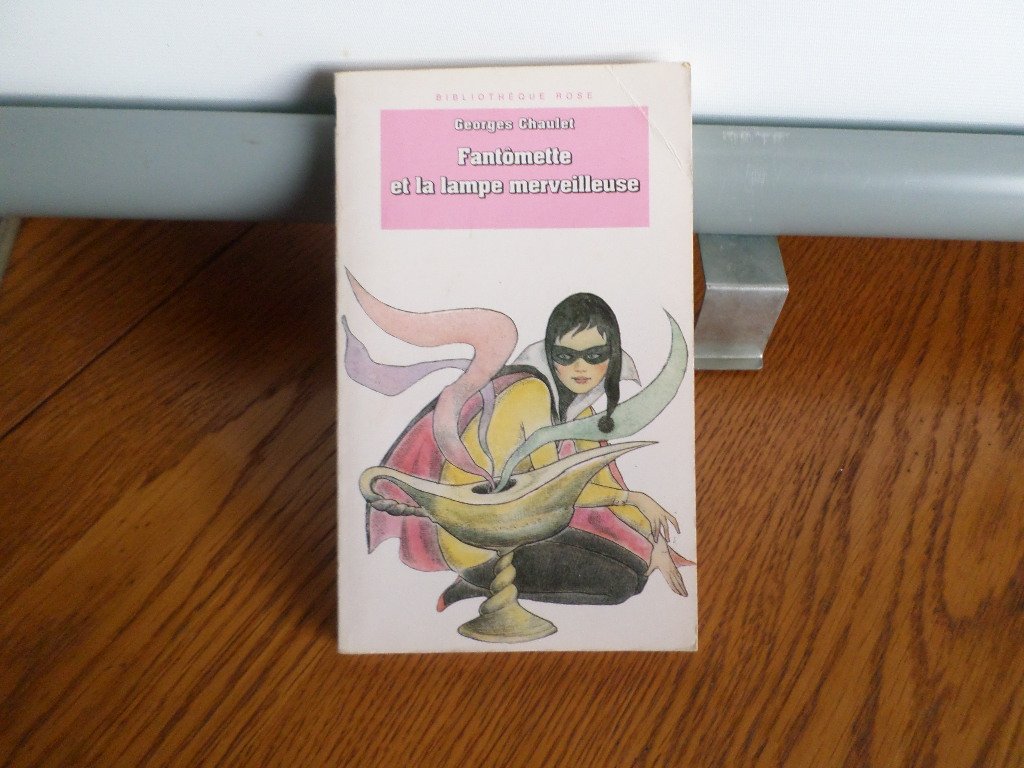 BIBLIOTHÈQUE ROSE
Georges Chaulet
Fantômette
et la lampe merveilleuse